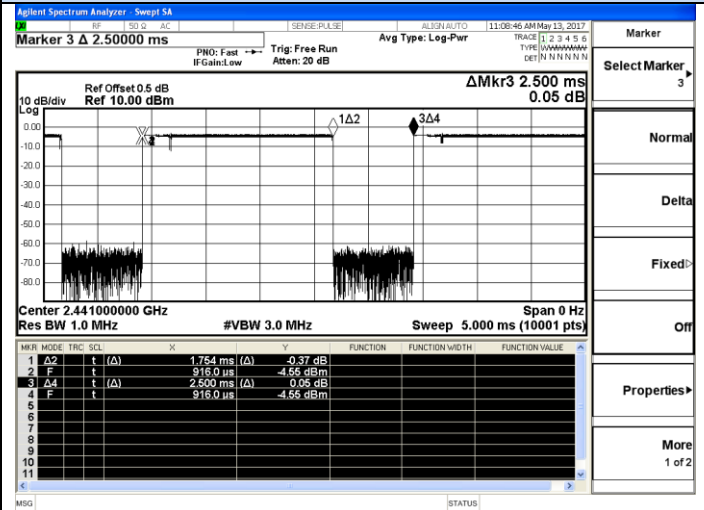 Agilent Spectrum Analyzer - Swept SA
RF 50 Ω AC SENSE:PULSE ALIGN AUTO 11:08:46 AM May 13, 2017
Marker 3 Δ 2.50000 ms
PNO: Fast
IFGain:Low
Trig: Free Run
Atten: 20 dB
Avg Type: Log-Pwr
TRACE 1 2 3 4 5 6
TYPE
DET N N N N N N
Ref Offset 0.5 dB
10 dB/div Ref 10.00 dBm
Log
ΔMkr3 2.500 ms
0.05 dB
1Δ2
3Δ4
0.00
-10.0
-20.0
-30.0
-40.0
-50.0
-60.0
-70.0
-80.0
Center 2.441000000 GHz Span 0 Hz
Res BW 1.0 MHz #VBW 3.0 MHz Sweep 5.000 ms (10001 pts)
MKR MODE TRC SCL X Y FUNCTION FUNCTION WIDTH FUNCTION VALUE
1 Δ2 t (Δ) 1.754 ms (Δ) -0.37 dB
2 F t 916.0 µs -4.55 dBm
3 Δ4 t (Δ) 2.500 ms (Δ) 0.05 dB
4 F t 916.0 µs -4.55 dBm
5
6
7
8
9
10
11
MSG STATUS
Marker
Select Marker
3
Normal
Delta
Fixed
Off
Properties
More
1 of 2